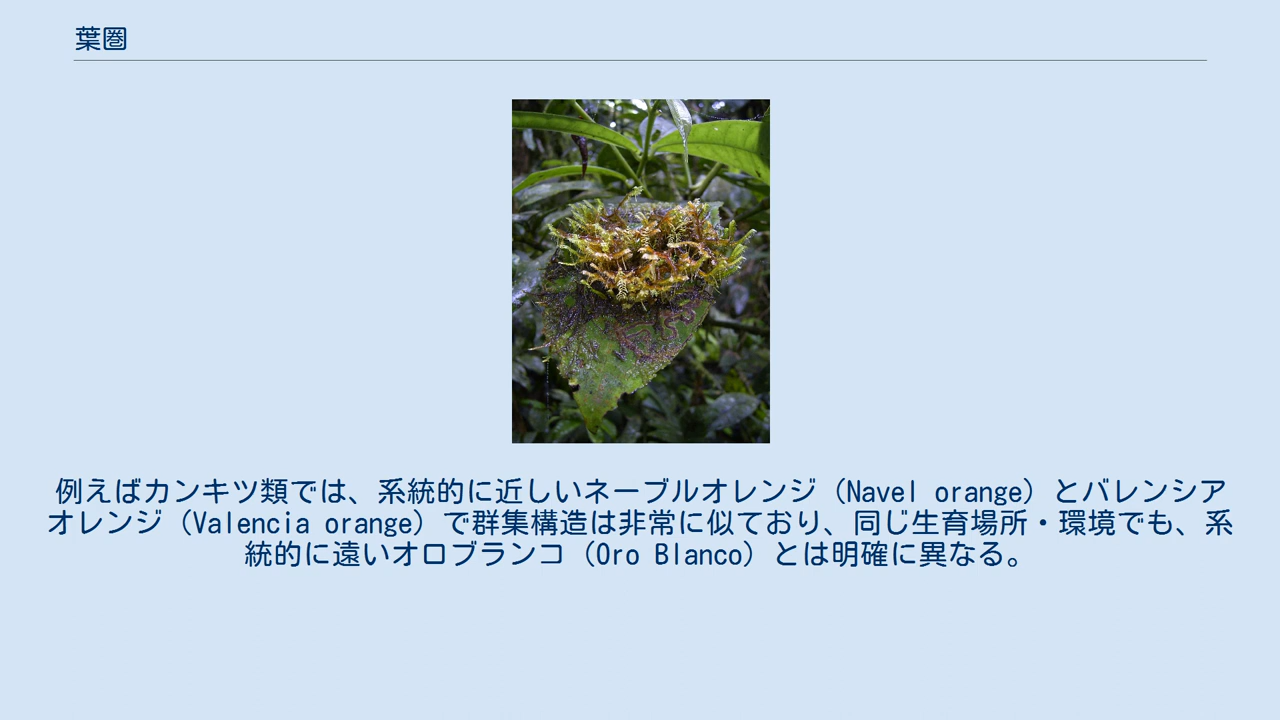 葉圏
例えばカンキツ類では、系統的に近しいネーブルオレンジ（Navel orange）とバレンシア
オレンジ（Valencia orange）で群集構造は非常に似ており、同じ生育場所・環境でも、系
統的に遠いオロブランコ（Oro Blanco）とは明確に異なる。